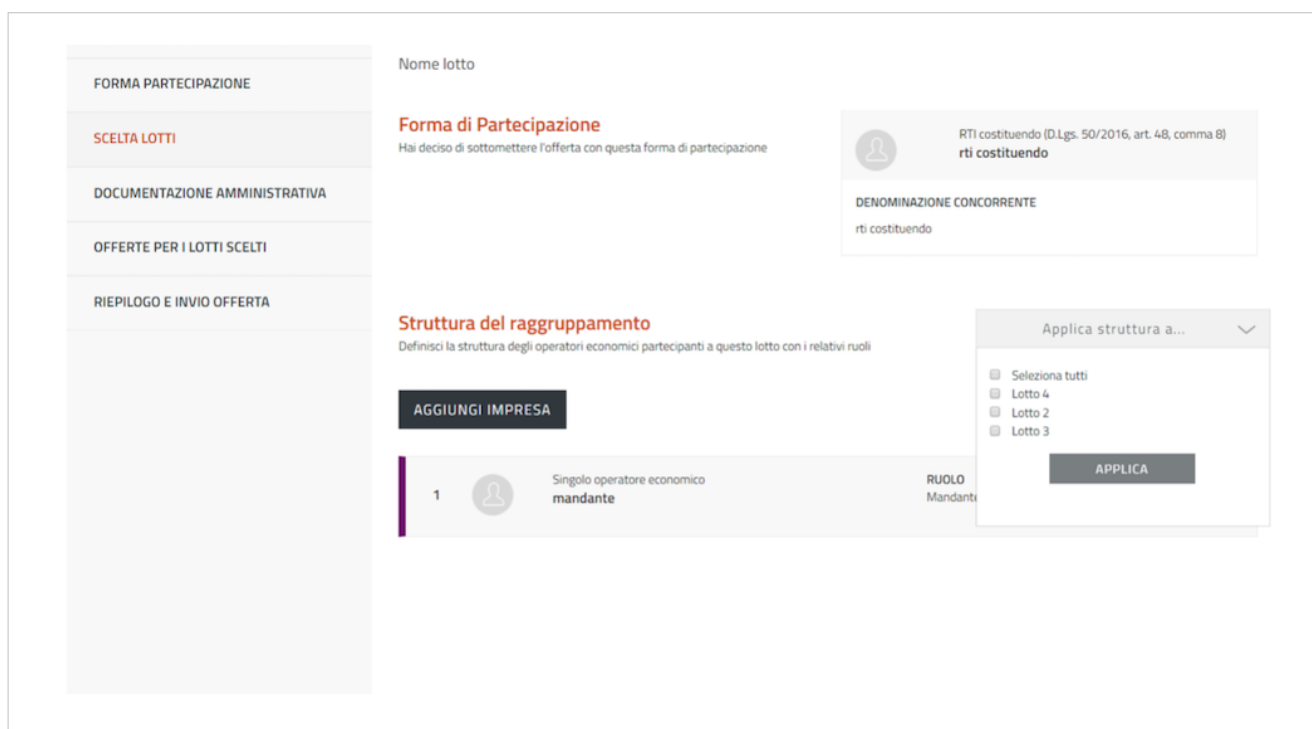 FORMA PARTECIPAZIONE
SCELTA LOTTI
DOCUMENTAZIONE AMMINISTRATIVA
OFFERTE PER I LOTTI SCELTI
RIEPILOGO E INVIO OFFERTA
Nome lotto
Forma di Partecipazione
Hai deciso di sottomettere l'offerta con questa forma di partecipazione
RTI costituendo (D.Lgs. 50/2016, art. 48, comma 8)
rti costituendo
DENOMINAZIONE CONCORRENTE
rti costituendo
Struttura del raggruppamento
Definisci la struttura degli operatori economici partecipanti a questo lotto con i relativi ruoli
Applica struttura a...
Seleziona tutti
Lotto 4
Lotto 2
Lotto 3
APPLICA
AGGIUNGI IMPRESA
1
Singolo operatore economico
mandante
RUOLO
Mandante